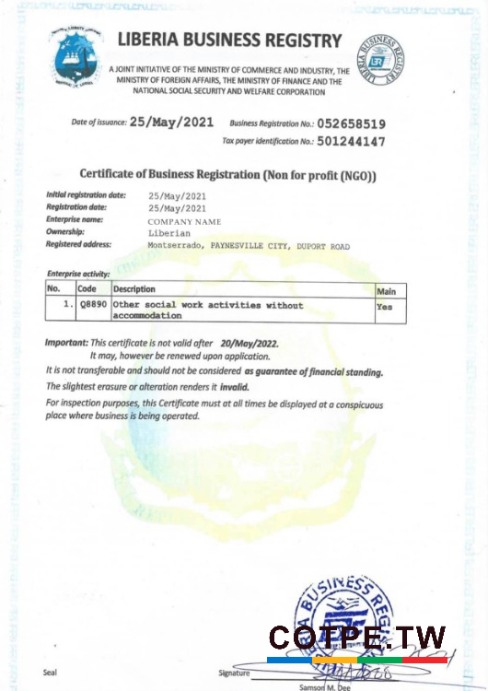 LIBERIA BUSINESS REGISTRY
A JOINT INITIATIVE OF THE MINISTRY OF COMMERCE AND INDUSTRY, THE
MINISTRY OF FOREIGN AFFAIRS, THE MINISTRY OF FINANCE AND THE
NATIONAL SOCIAL SECURITY AND WELFARE CORPORATION
Date of issuance: 25/May/2021 Business Registration No.: 052658519
Tax payer identification No.: 501244147
Certificate of Business Registration (Non for profit (NGO))
Initial registration date: 25/May/2021
Registration date: 25/May/2021
Enterprise name: COMPANY NAME
Ownership: Liberian
Registered address: Montserrado, PAYNESVILLE CITY, DUPORT ROAD
Enterprise activity:
No. Code Description Main
1. Q8890 Other social work activities without Yes
accommodation
Important: This certificate is not valid after 20/May/2022.
It may, however be renewed upon application.
It is not transferable and should not be considered as guarantee of financial standing.
The slightest erasure or alteration renders it invalid.
For inspection purposes, this Certificate must at all times be displayed at a conspicuous
place where business is being operated.
COTPE.TW
Seal Signature
Samson M. Dee